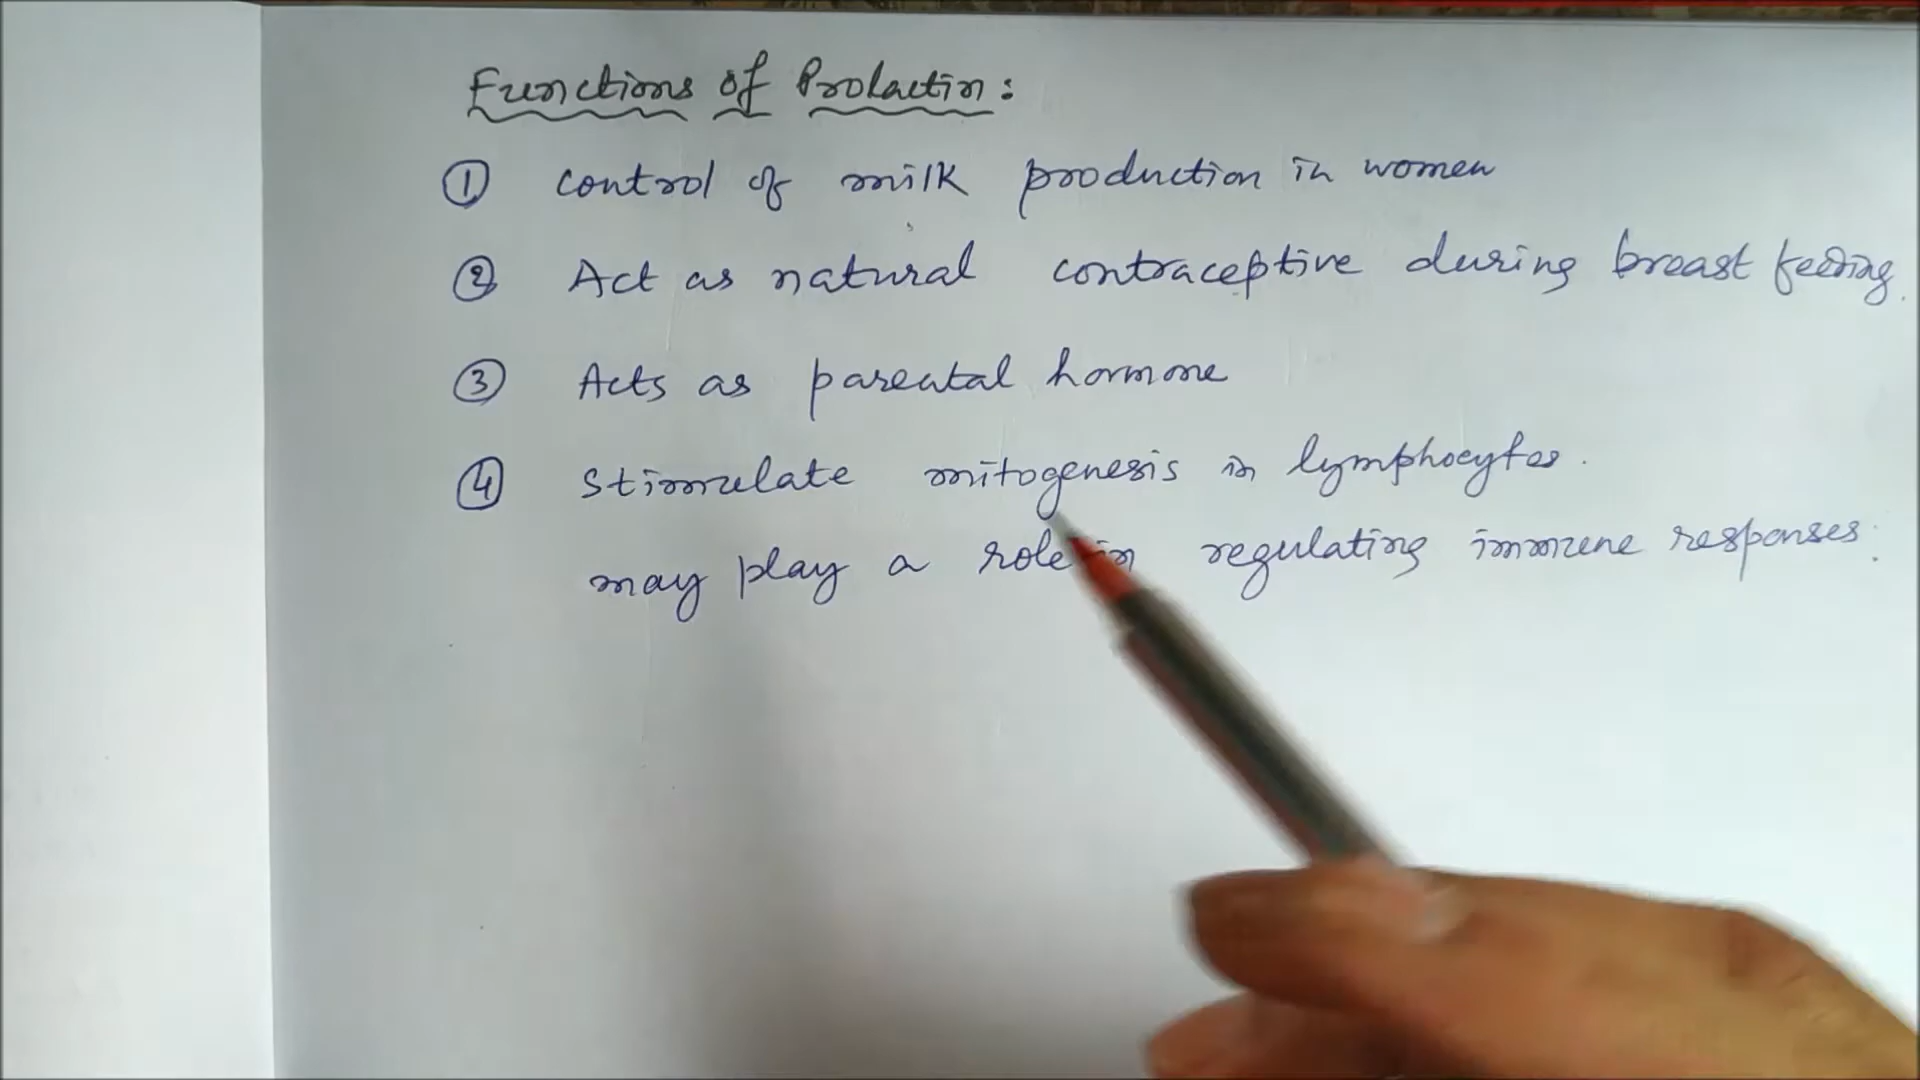 Functions of Prolactin:
① control of milk production in women
② Act as natural contraceptive during breast feeding.
③ Acts as parental hormone
④ Stimulate mitogenesis in lymphocytes.
may play a role in regulating immune responses.